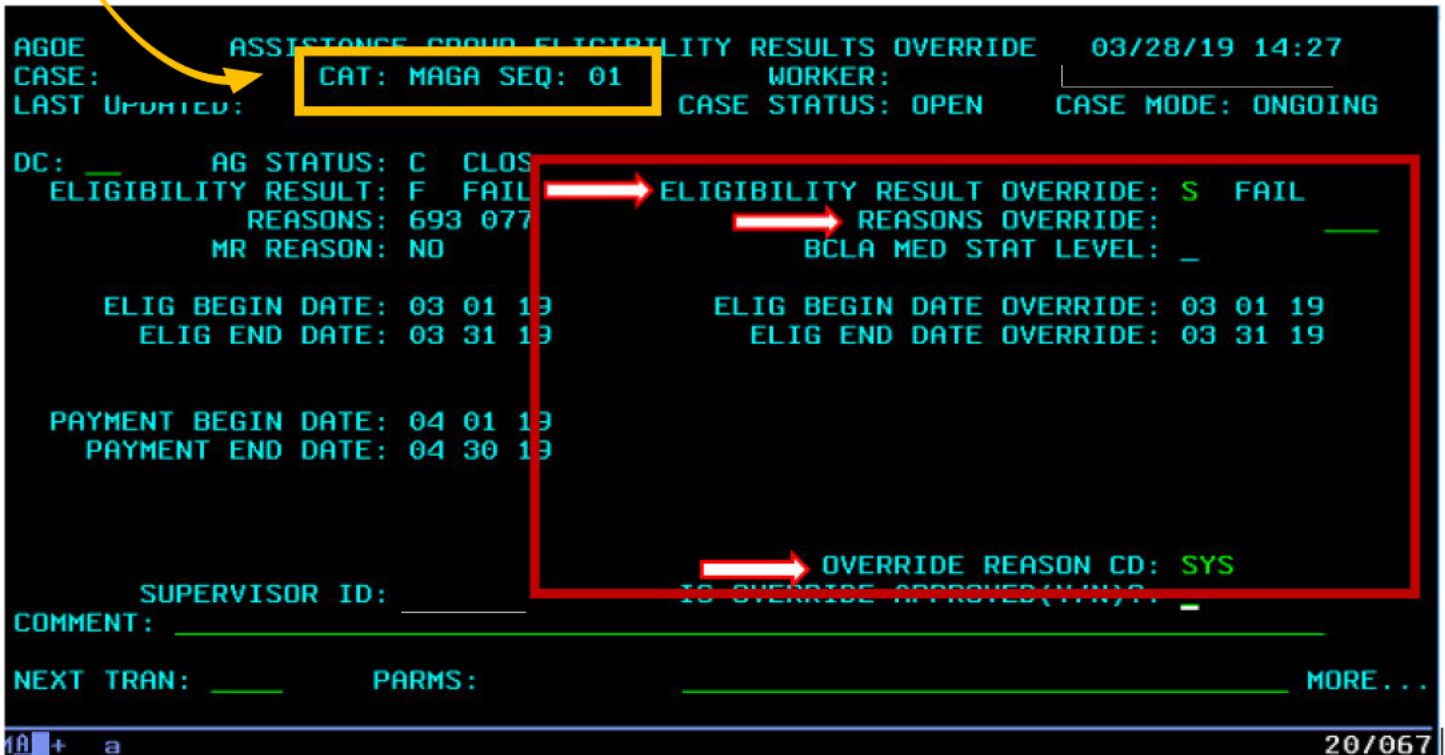 AGOE ASSISTANCE GROUP ELIGIBILITY RESULTS OVERRIDE 03/28/19 14:27
CASE: CAT: MAGA SEQ: 01 WORKER:
LAST UPDATED: CASE STATUS: OPEN CASE MODE: ONGOING
DC: __ AG STATUS: C CLOS
ELIGIBILITY RESULT: F FAIL ELIGIBILITY RESULT OVERRIDE: S FAIL
REASONS: 693 077 REASONS OVERRIDE: ___
MR REASON: NO BCLA MED STAT LEVEL: _
ELIG BEGIN DATE: 03 01 19 ELIG BEGIN DATE OVERRIDE: 03 01 19
ELIG END DATE: 03 31 19 ELIG END DATE OVERRIDE: 03 31 19
PAYMENT BEGIN DATE: 04 01 19
PAYMENT END DATE: 04 30 19
OVERRIDE REASON CD: SYS
SUPERVISOR ID: IS OVERRIDE APPROVED(Y/N)?: _
COMMENT:
NEXT TRAN: ____ PARMS: MORE...
+ a 20/067